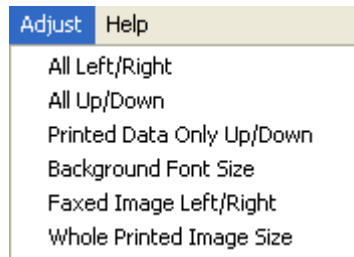 Adjust Help
All Left/Right
All Up/Down
Printed Data Only Up/Down
Background Font Size
Faxed Image Left/Right
Whole Printed Image Size